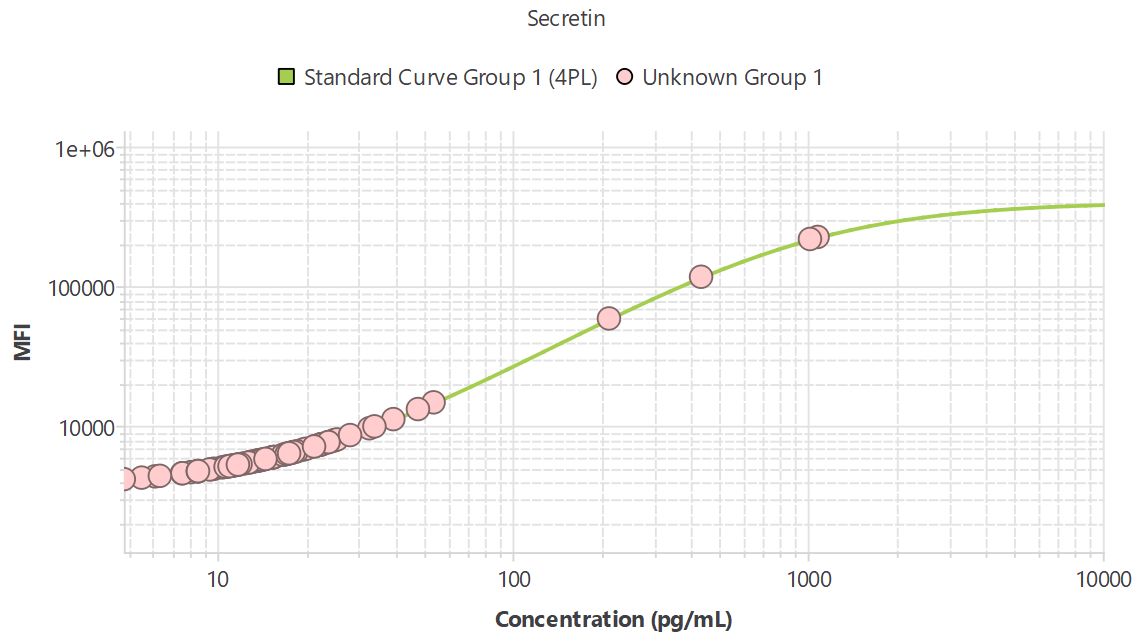 Secretin
Standard Curve Group 1 (4PL) Unknown Group 1
1e+06
100000
10000
MFI
10 100 1000 10000
Concentration (pg/mL)